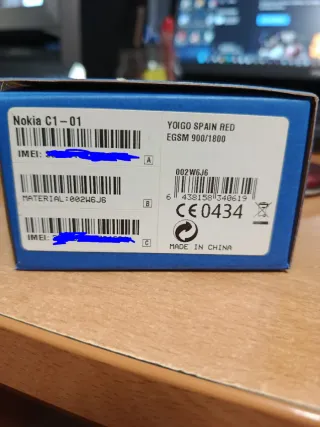 Nokia C1-01
IMEI:
A
MATERIAL:002W6J6
B
IMEI:
C
YOIGO SPAIN RED
EGSM 900/1800
002W6J6
6 438158 340619
CE0434
MADE IN CHINA